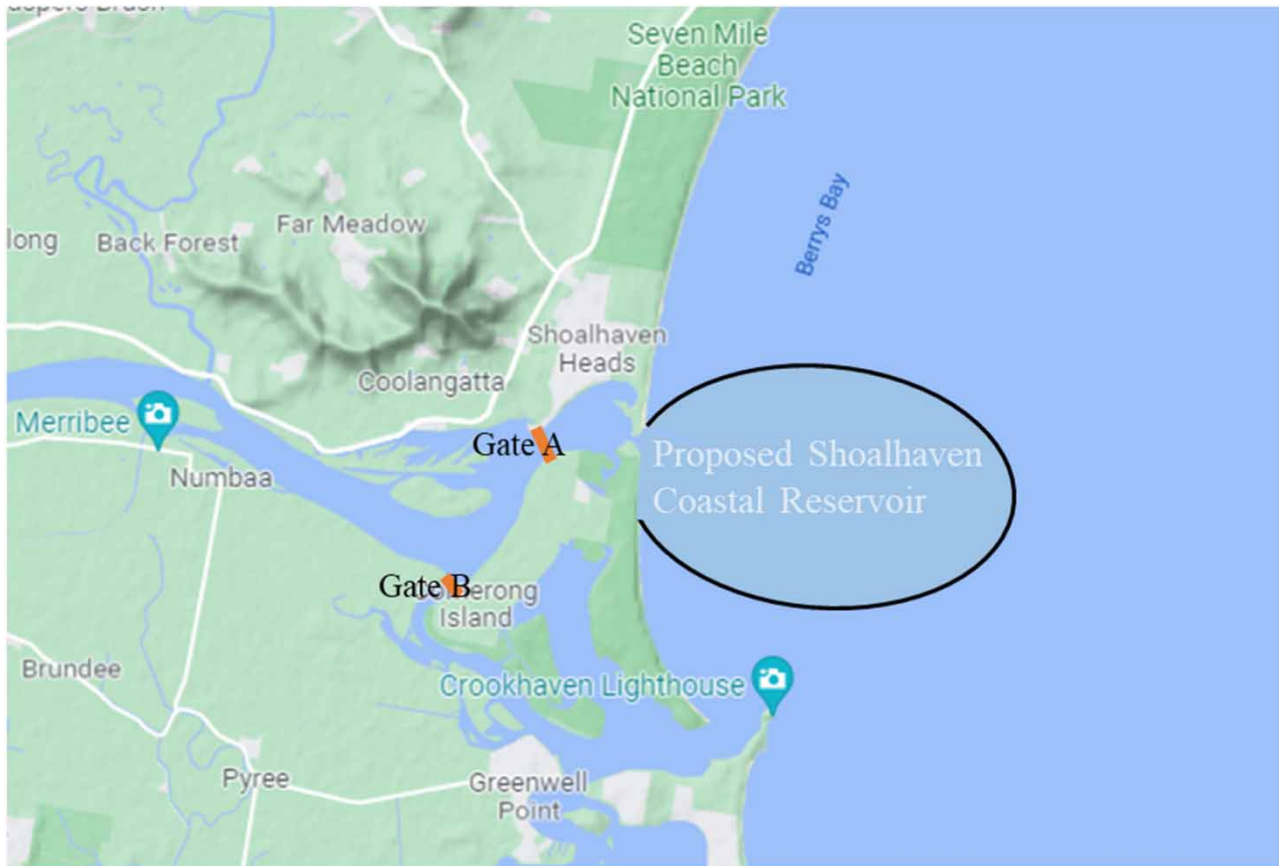 Seven Mile
Beach
National Park
Berrys Bay
Far Meadow
Back Forest
Shoalhaven
Heads
Coolangatta
Merribee
Gate A
Proposed Shoalhaven
Coastal Reservoir
Numbaa
Gate B
Island
Brundee
Crookhaven Lighthouse
Pyree
Greenwell
Point